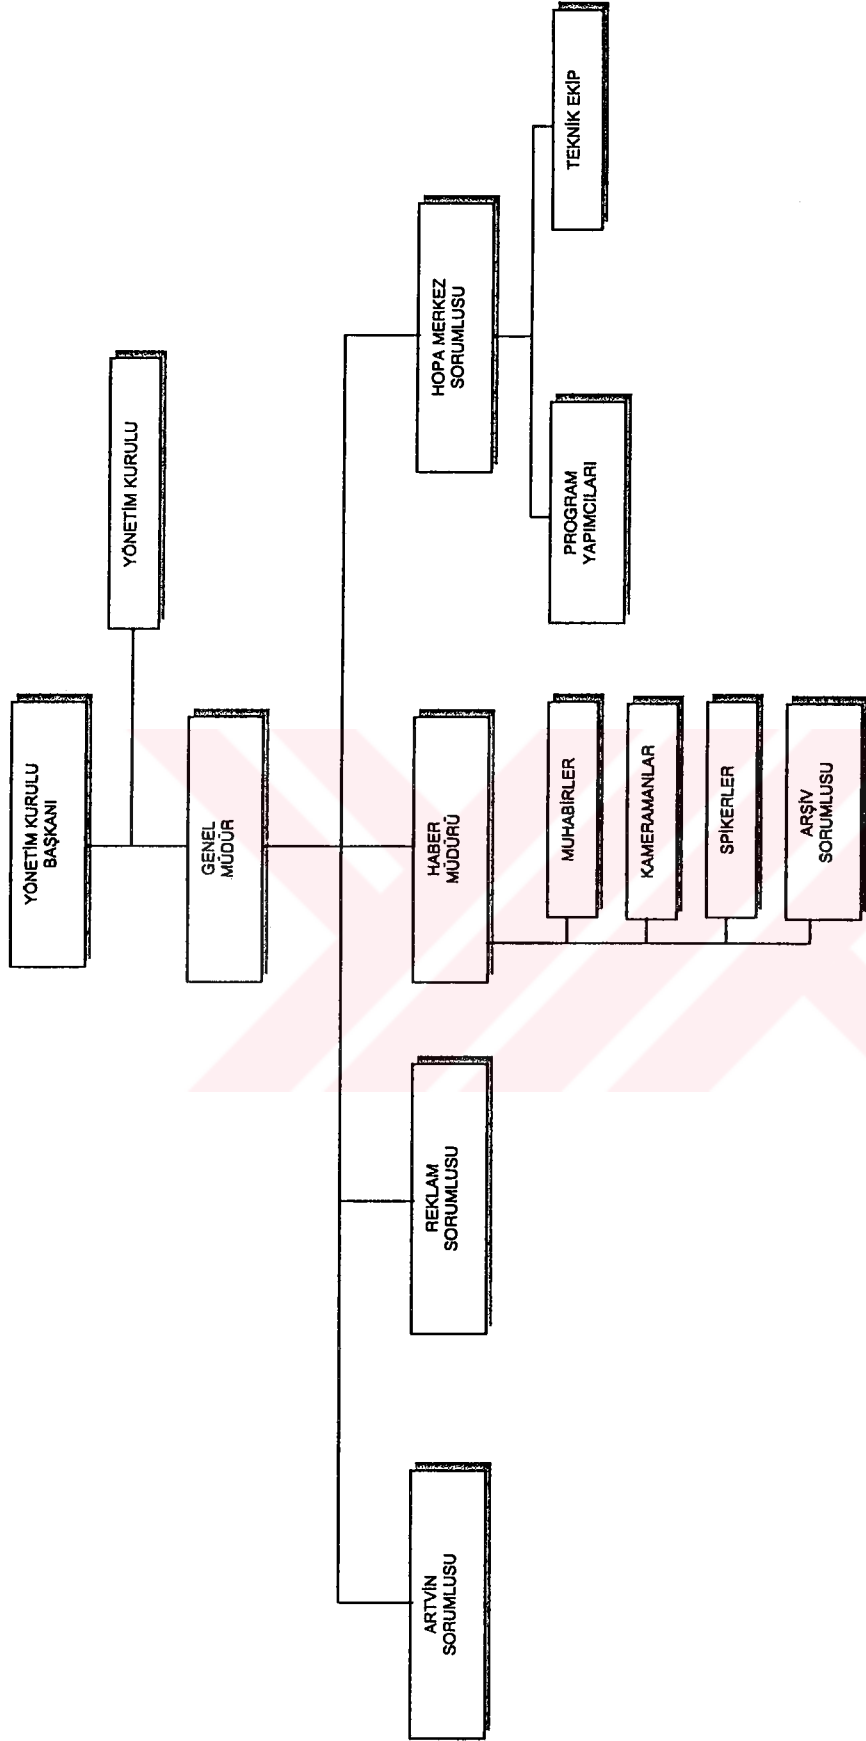 YÖNETİM KURULU
BAŞKANI
YÖNETİM KURULU
GENEL
MÜDÜR
ARTVİN
SORUMLUSU
REKLAM
SORUMLUSU
HABER
MÜDÜRÜ
HOPA MERKEZ
SORUMLUSU
MUHABİRLER
KAMERAMANLAR
SPİKERLER
ARŞİV
SORUMLUSU
PROGRAM
YAPIMCILARI
TEKNİK EKİP